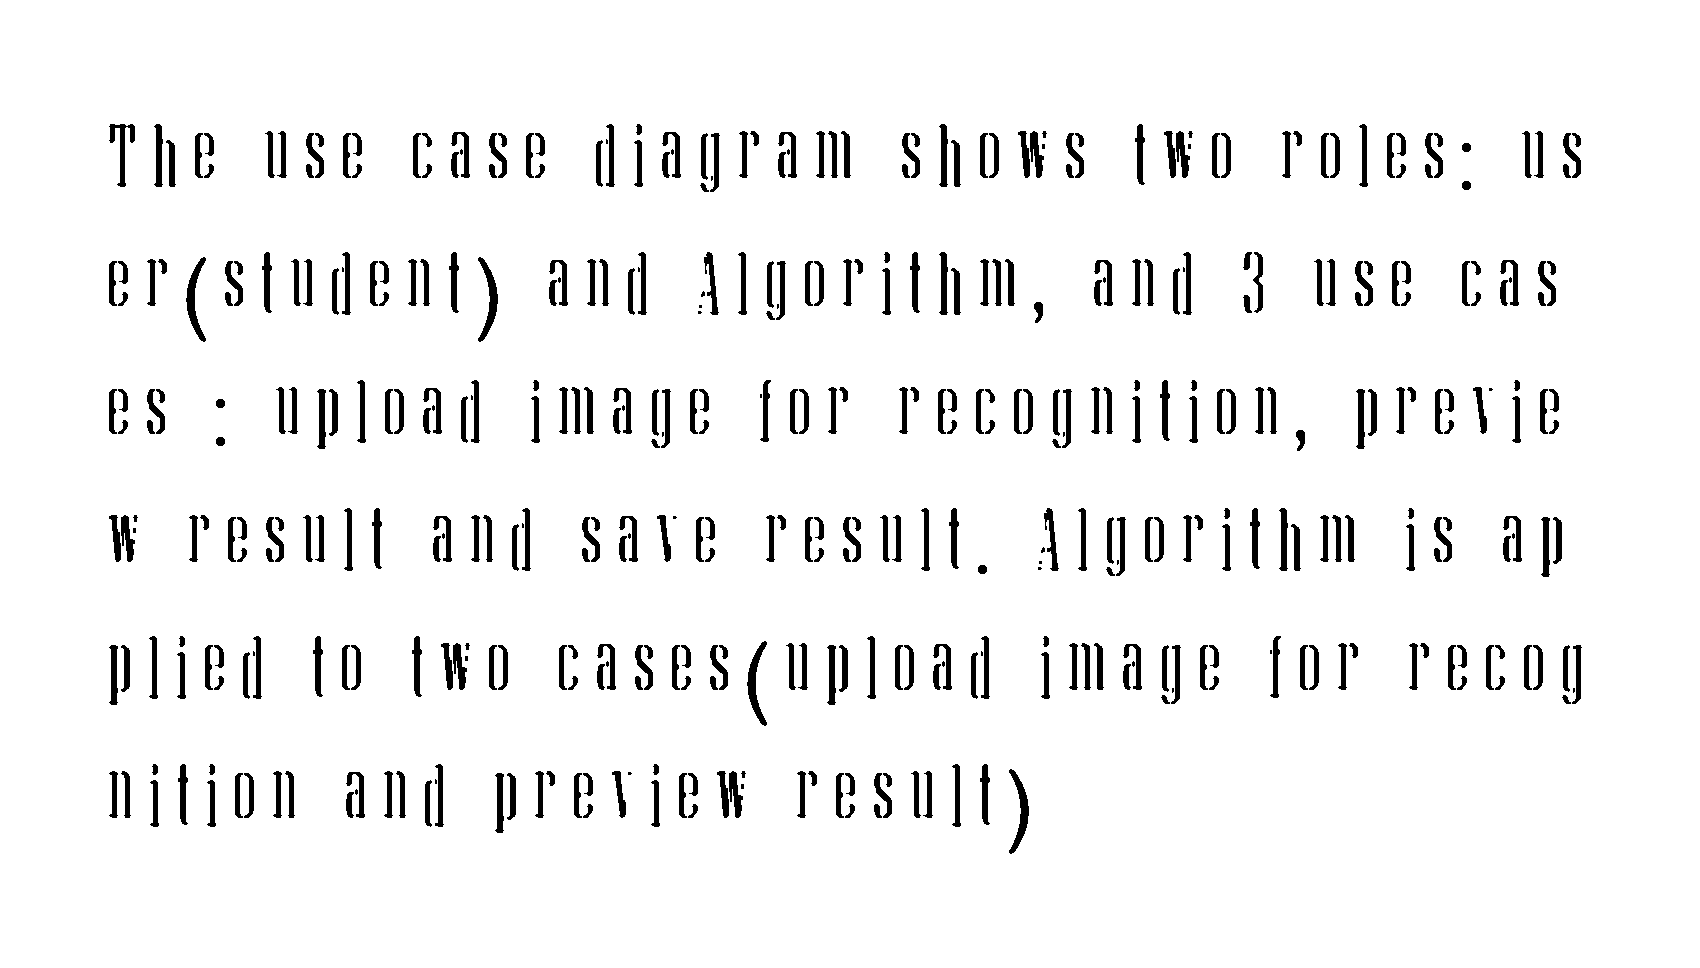 The use case diagram shows two roles: us
er(student) and Algorithm, and 3 use cas
es : upload image for recognition, previe
w result and save result. Algorithm is ap
plied to two cases(upload image for recog
nition and preview result)